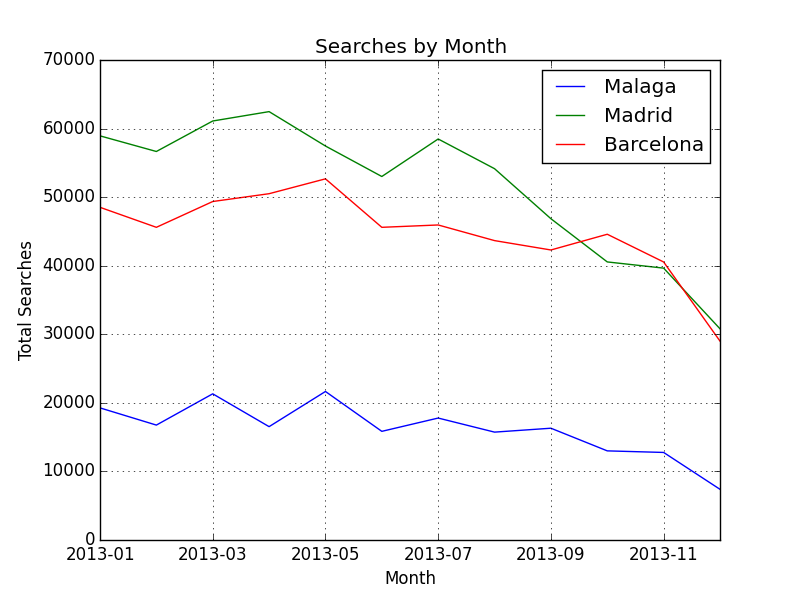 Searches by Month
70000
60000
50000
40000
30000
20000
10000
0
Total Searches
Malaga
Madrid
Barcelona
2013-01 2013-03 2013-05 2013-07 2013-09 2013-11
Month